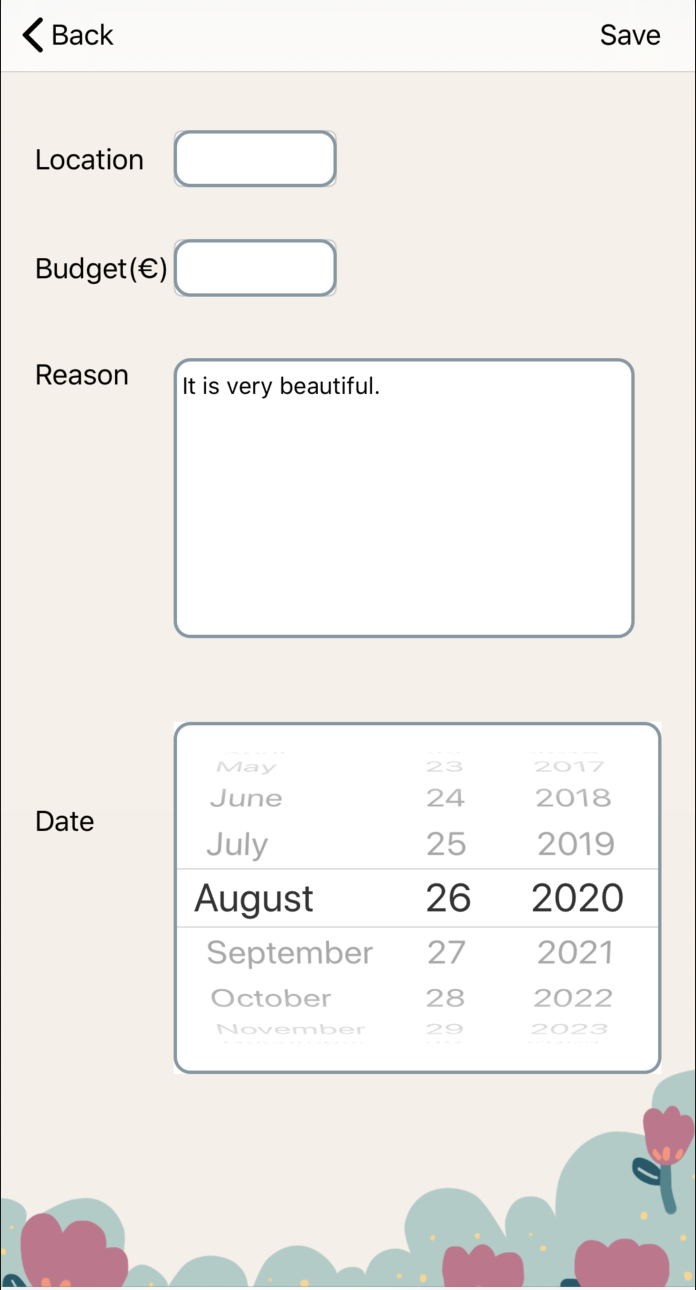 Back Save
Location
Budget(€)
Reason
It is very beautiful.
Date
May 23 2017
June 24 2018
July 25 2019
August 26 2020
September 27 2021
October 28 2022
November 29 2023